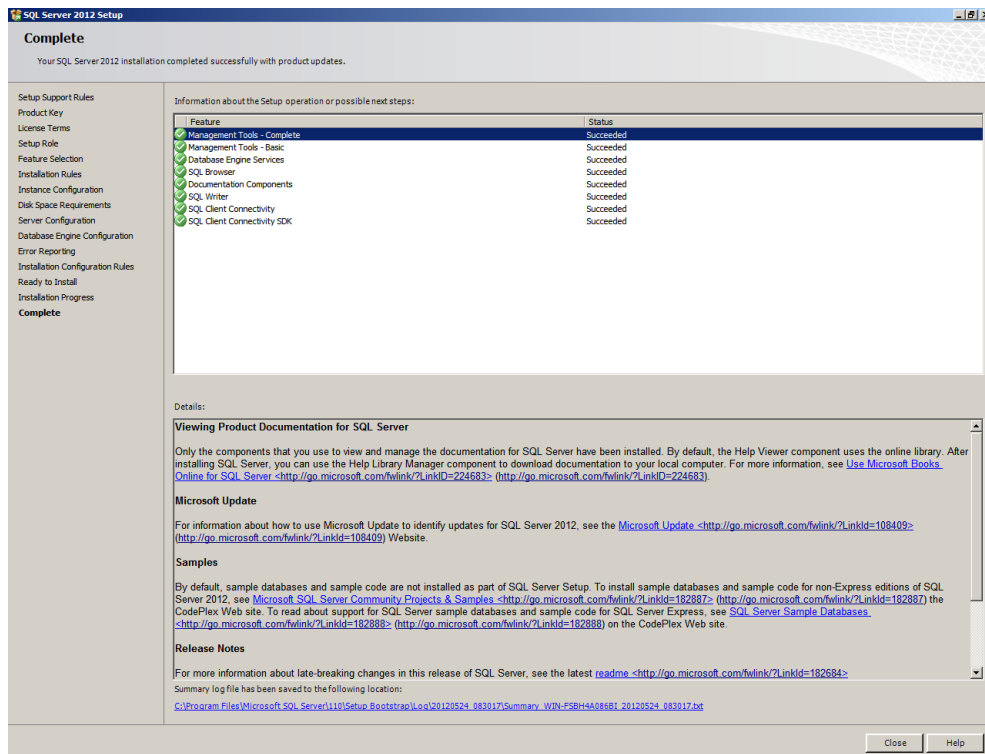 SQL Server 2012 Setup
Complete
Your SQL Server 2012 installation completed successfully with product updates.
Setup Support Rules
Product Key
License Terms
Setup Role
Feature Selection
Installation Rules
Instance Configuration
Disk Space Requirements
Server Configuration
Database Engine Configuration
Error Reporting
Installation Configuration Rules
Ready to Install
Installation Progress
Complete
Information about the Setup operation or possible next steps:
Feature Status
Management Tools - Complete Succeeded
Management Tools - Basic Succeeded
Database Engine Services Succeeded
SQL Browser Succeeded
Documentation Components Succeeded
SQL Writer Succeeded
SQL Client Connectivity Succeeded
SQL Client Connectivity SDK Succeeded
Details:
Viewing Product Documentation for SQL Server
Only the components that you use to view and manage the documentation for SQL Server have been installed. By default, the Help Viewer component uses the online library. After
installing SQL Server, you can use the Help Library Manager component to download documentation to your local computer. For more information, see Use Microsoft Books
Online for SQL Server <http://go.microsoft.com/fwlink/?LinkID=224683> (http://go.microsoft.com/fwlink/?LinkID=224683).
Microsoft Update
For information about how to use Microsoft Update to identify updates for SQL Server 2012, see the Microsoft Update <http://go.microsoft.com/fwlink/?LinkId=108409>
(http://go.microsoft.com/fwlink/?LinkId=108409) Website.
Samples
By default, sample databases and sample code are not installed as part of SQL Server Setup. To install sample databases and sample code for non-Express editions of SQL
Server 2012, see Microsoft SQL Server Community Projects & Samples <http://go.microsoft.com/fwlink/?LinkId=182887> (http://go.microsoft.com/fwlink/?LinkId=182887) the
CodePlex Web site. To read about support for SQL Server sample databases and sample code for SQL Server Express, see SQL Server Sample Databases
<http://go.microsoft.com/fwlink/?LinkId=182888> (http://go.microsoft.com/fwlink/?LinkId=182888) on the CodePlex Web site.
Release Notes
For more information about late-breaking changes in this release of SQL Server, see the latest readme <http://go.microsoft.com/fwlink/?LinkId=182684>
Summary log file has been saved to the following location:
C:\Program Files\Microsoft SQL Server\110\Setup Bootstrap\Log\20120524_083017\Summary_WIN-FSBH4A086BI_20120524_083017.txt
Close Help